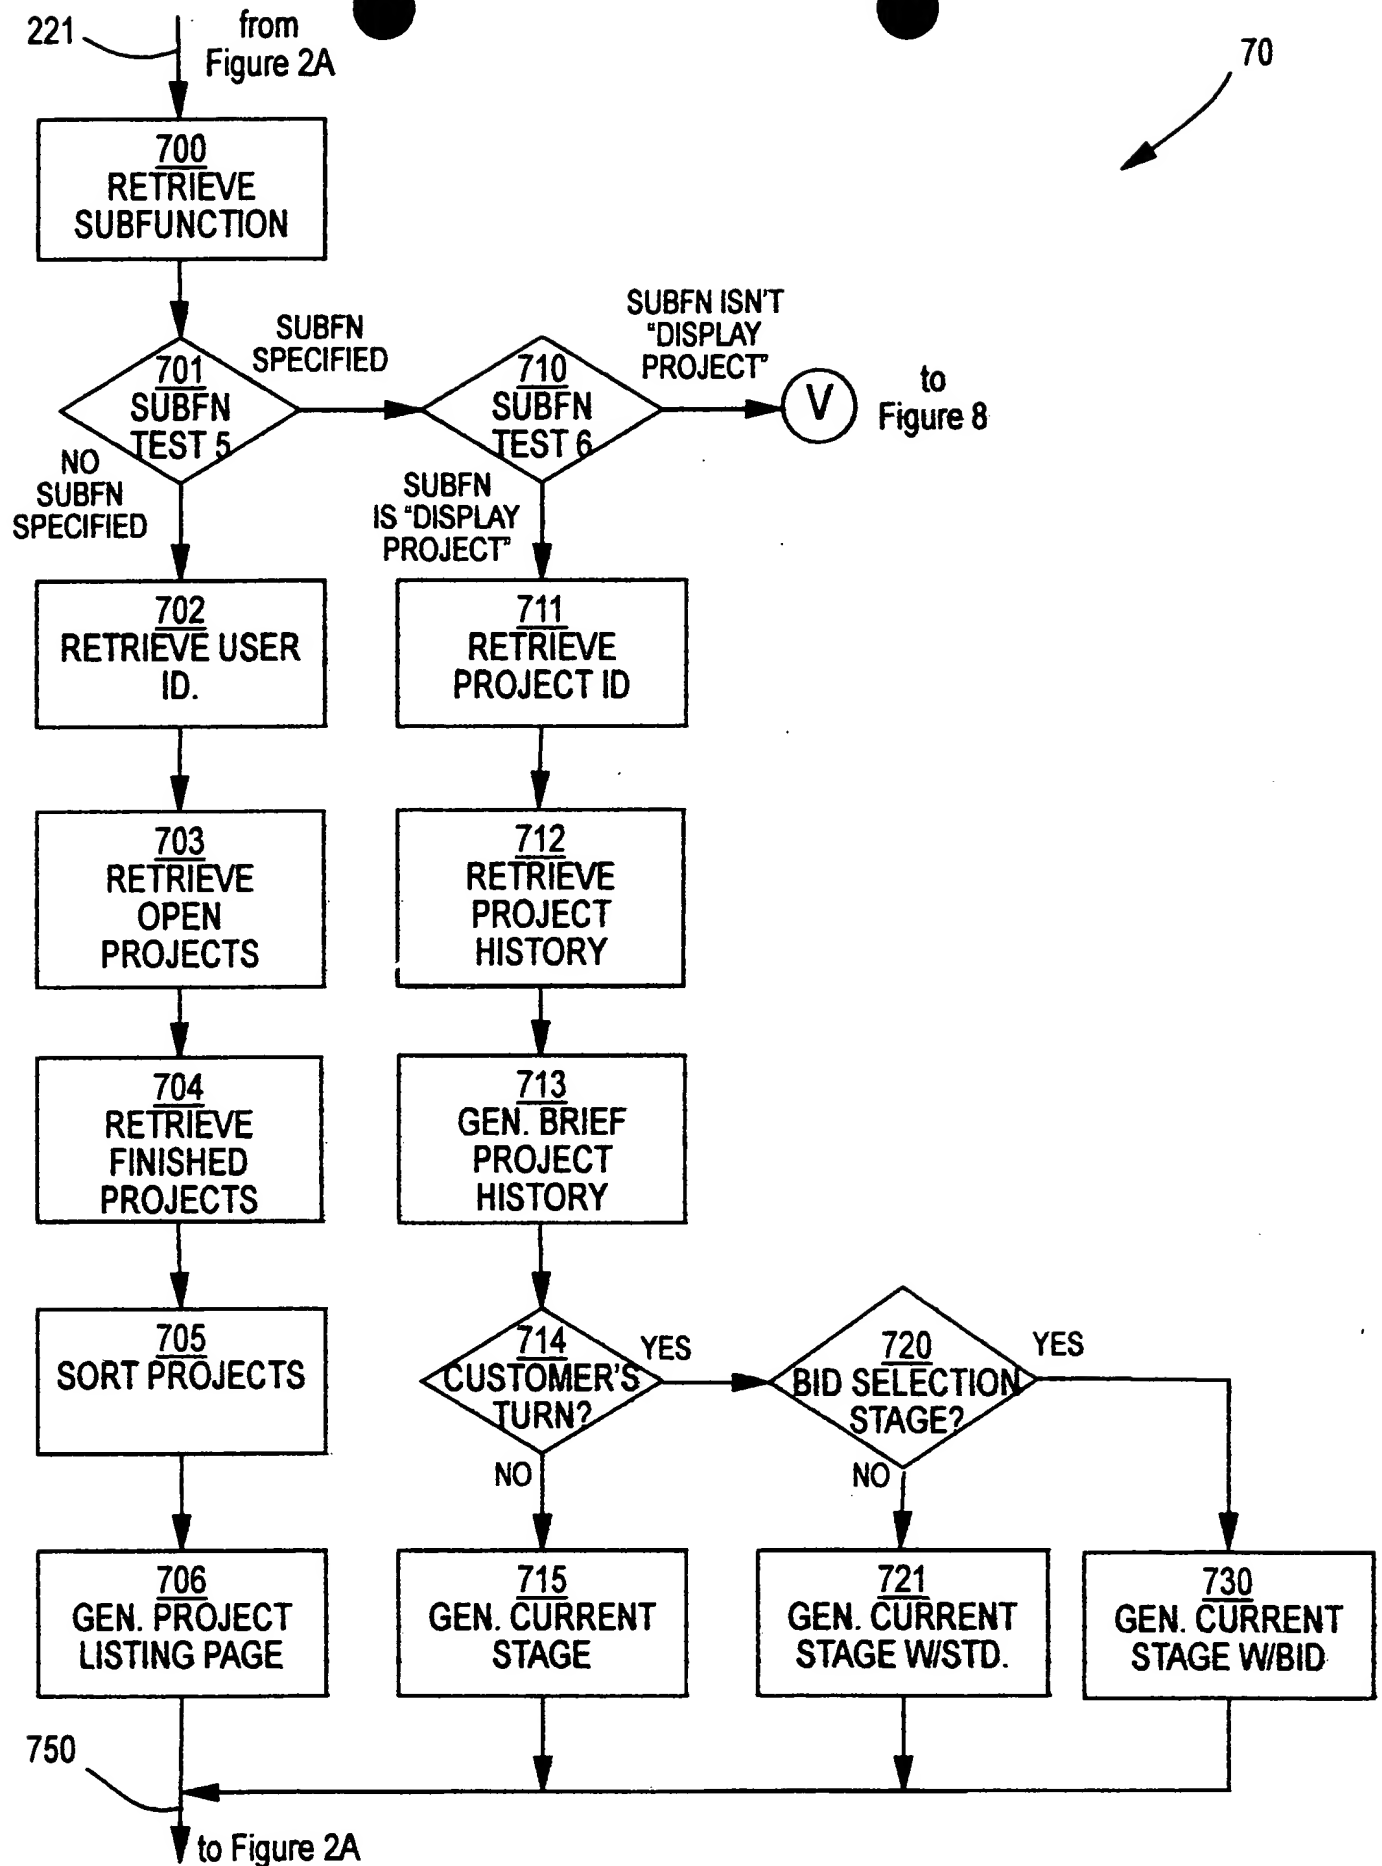 221
from
Figure 2A
70
700
RETRIEVE
SUBFUNCTION
701
SUBFN
TEST 5
SUBFN
SPECIFIED
710
SUBFN
TEST 6
SUBFN ISN'T
"DISPLAY
PROJECT"
V
to
Figure 8
NO
SUBFN
SPECIFIED
SUBFN
IS "DISPLAY
PROJECT"
702
RETRIEVE USER
ID.
711
RETRIEVE
PROJECT ID
703
RETRIEVE
OPEN
PROJECTS
712
RETRIEVE
PROJECT
HISTORY
704
RETRIEVE
FINISHED
PROJECTS
713
GEN. BRIEF
PROJECT
HISTORY
705
SORT PROJECTS
714
CUSTOMER'S
TURN?
YES
720
BID SELECTION
STAGE?
YES
NO
NO
706
GEN. PROJECT
LISTING PAGE
715
GEN. CURRENT
STAGE
721
GEN. CURRENT
STAGE W/STD.
730
GEN. CURRENT
STAGE W/BID
750
to Figure 2A